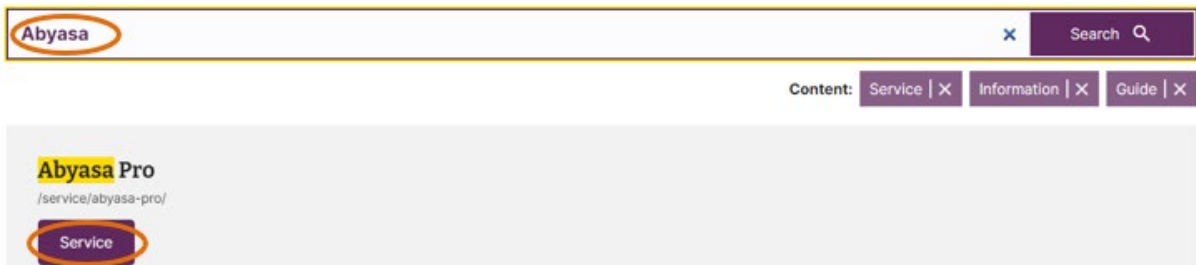 Abyasa × Search
Content: Service | × Information | × Guide | ×
Abyasa Pro
/service/abyasa-pro/
Service